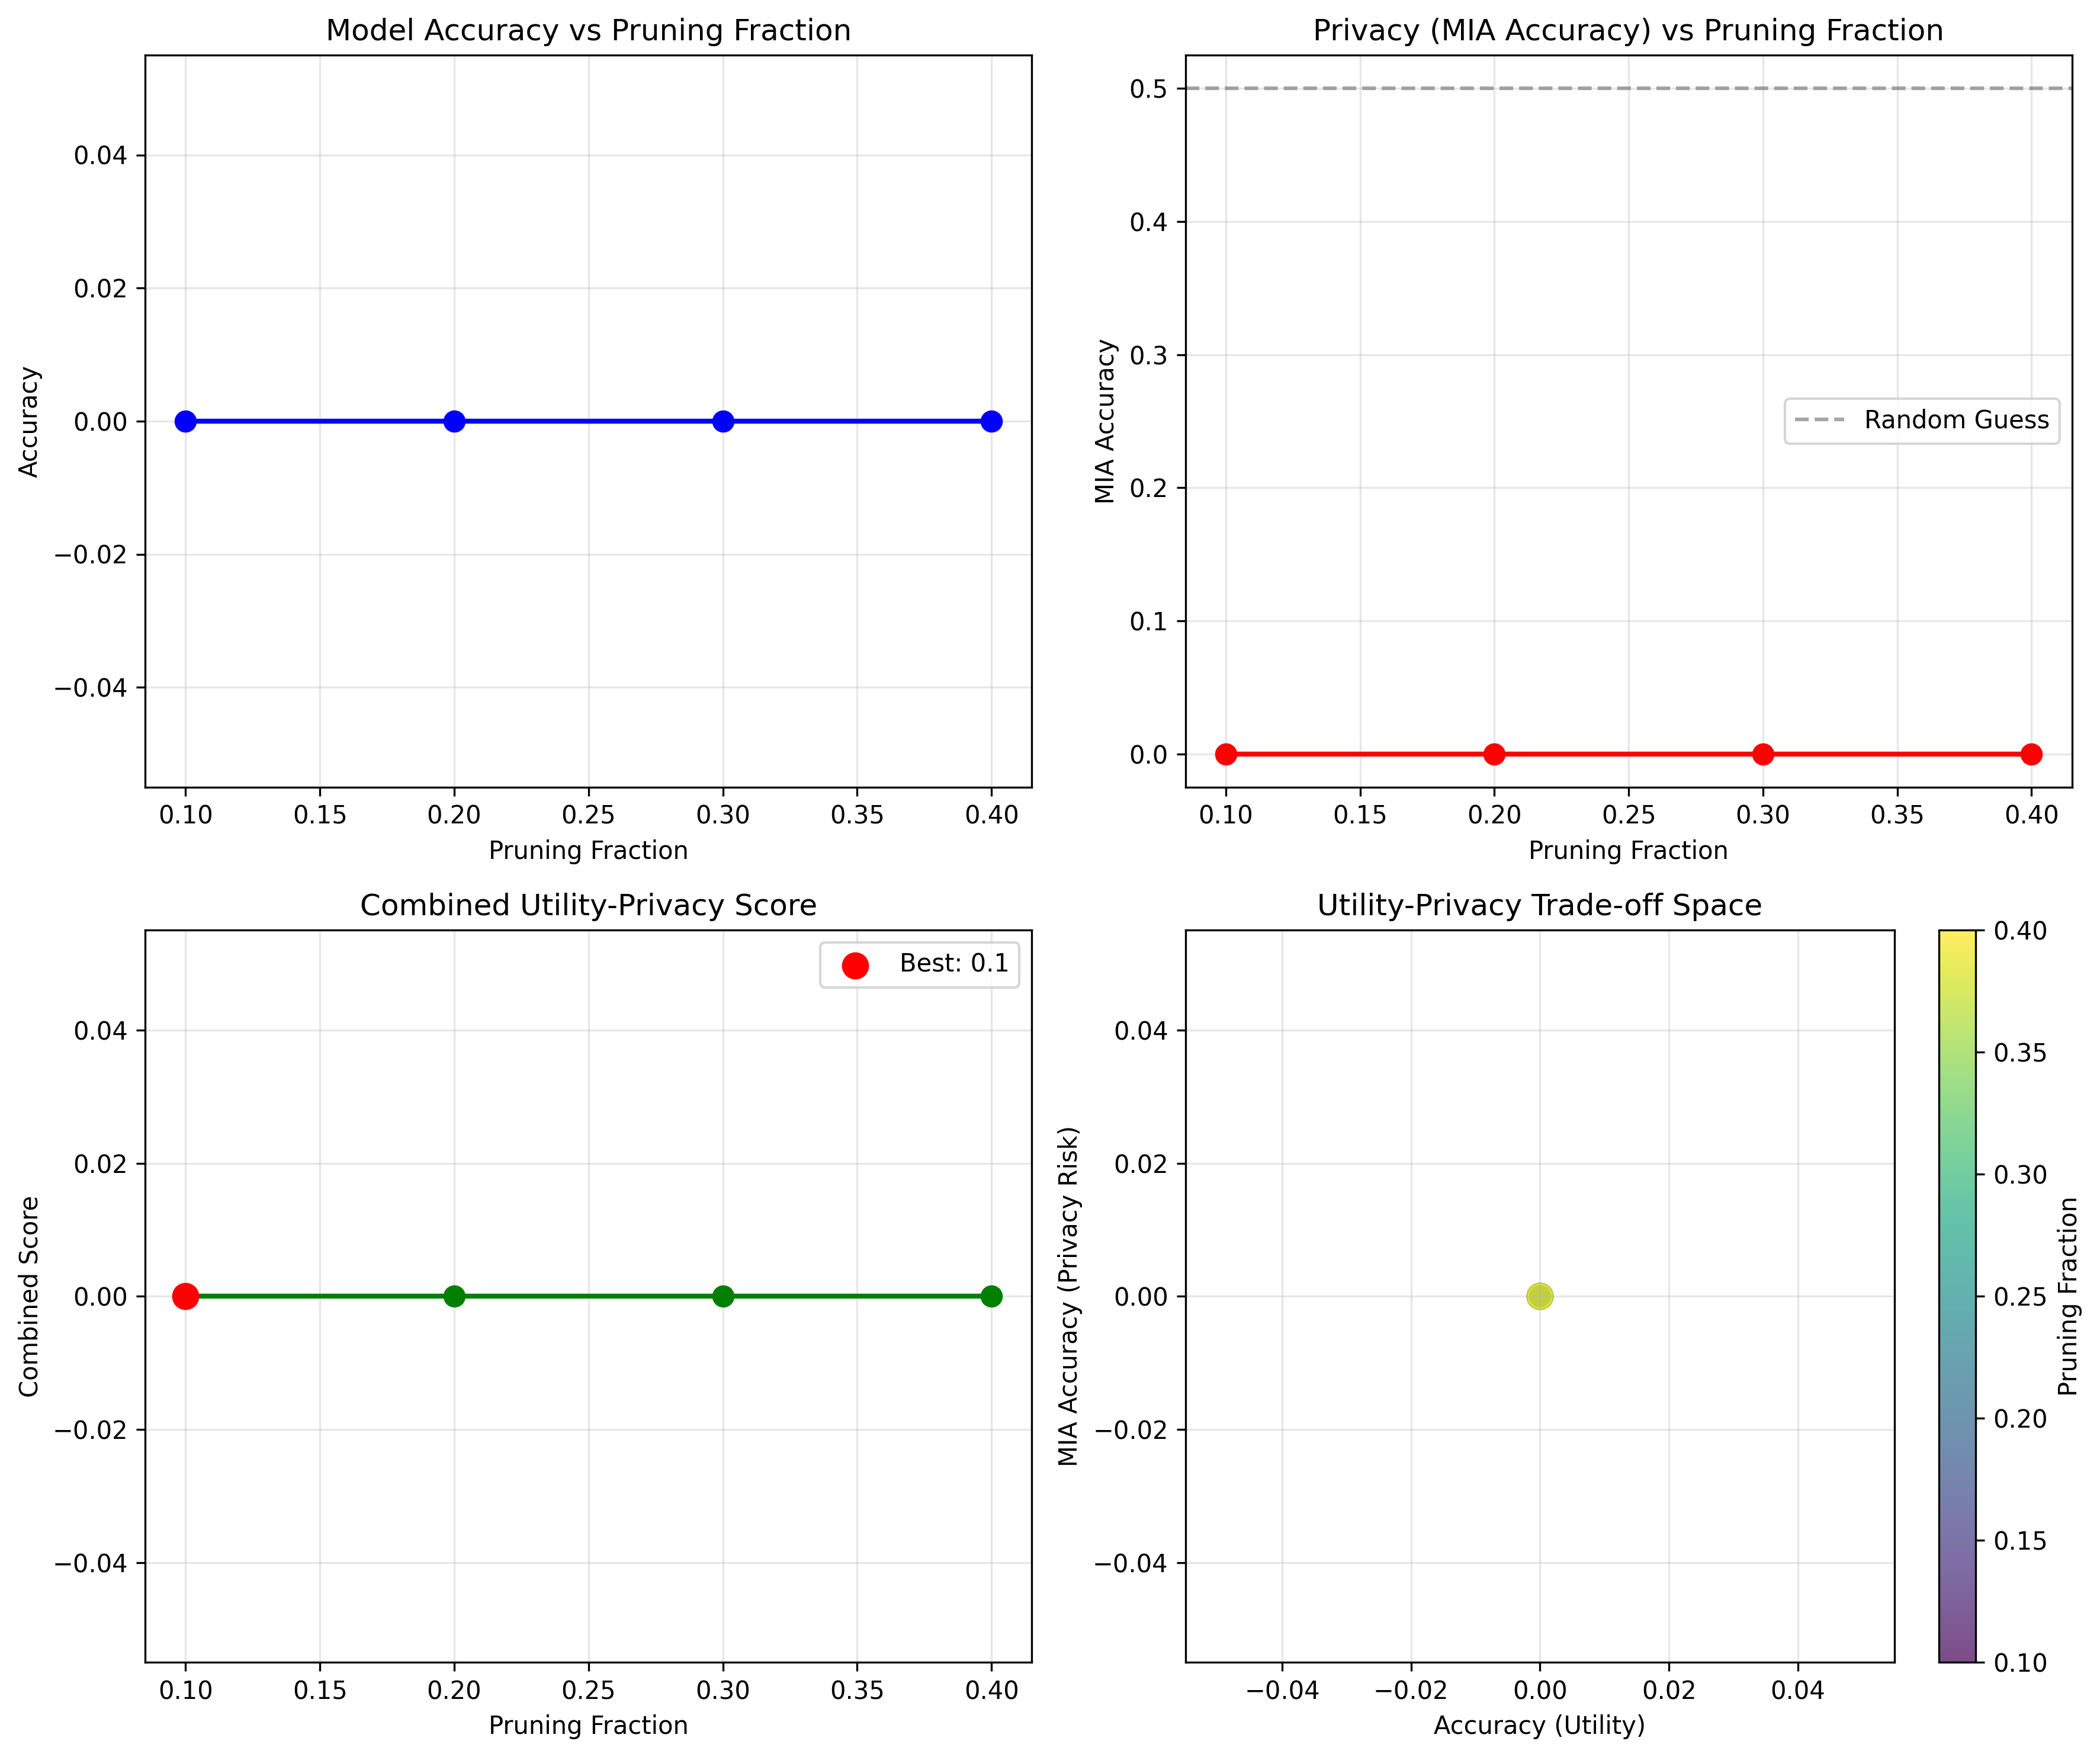 Model Accuracy vs Pruning Fraction
Accuracy
0.04
0.02
0.00
−0.02
−0.04
0.10 0.15 0.20 0.25 0.30 0.35 0.40
Pruning Fraction
Privacy (MIA Accuracy) vs Pruning Fraction
MIA Accuracy
0.5
0.4
0.3
0.2
0.1
0.0
Random Guess
0.10 0.15 0.20 0.25 0.30 0.35 0.40
Pruning Fraction
Combined Utility-Privacy Score
Combined Score
0.04
0.02
0.00
−0.02
−0.04
Best: 0.1
0.10 0.15 0.20 0.25 0.30 0.35 0.40
Pruning Fraction
Utility-Privacy Trade-off Space
MIA Accuracy (Privacy Risk)
0.04
0.02
0.00
−0.02
−0.04
−0.04 −0.02 0.00 0.02 0.04
Accuracy (Utility)
0.40
0.35
0.30
0.25
0.20
0.15
0.10
Pruning Fraction